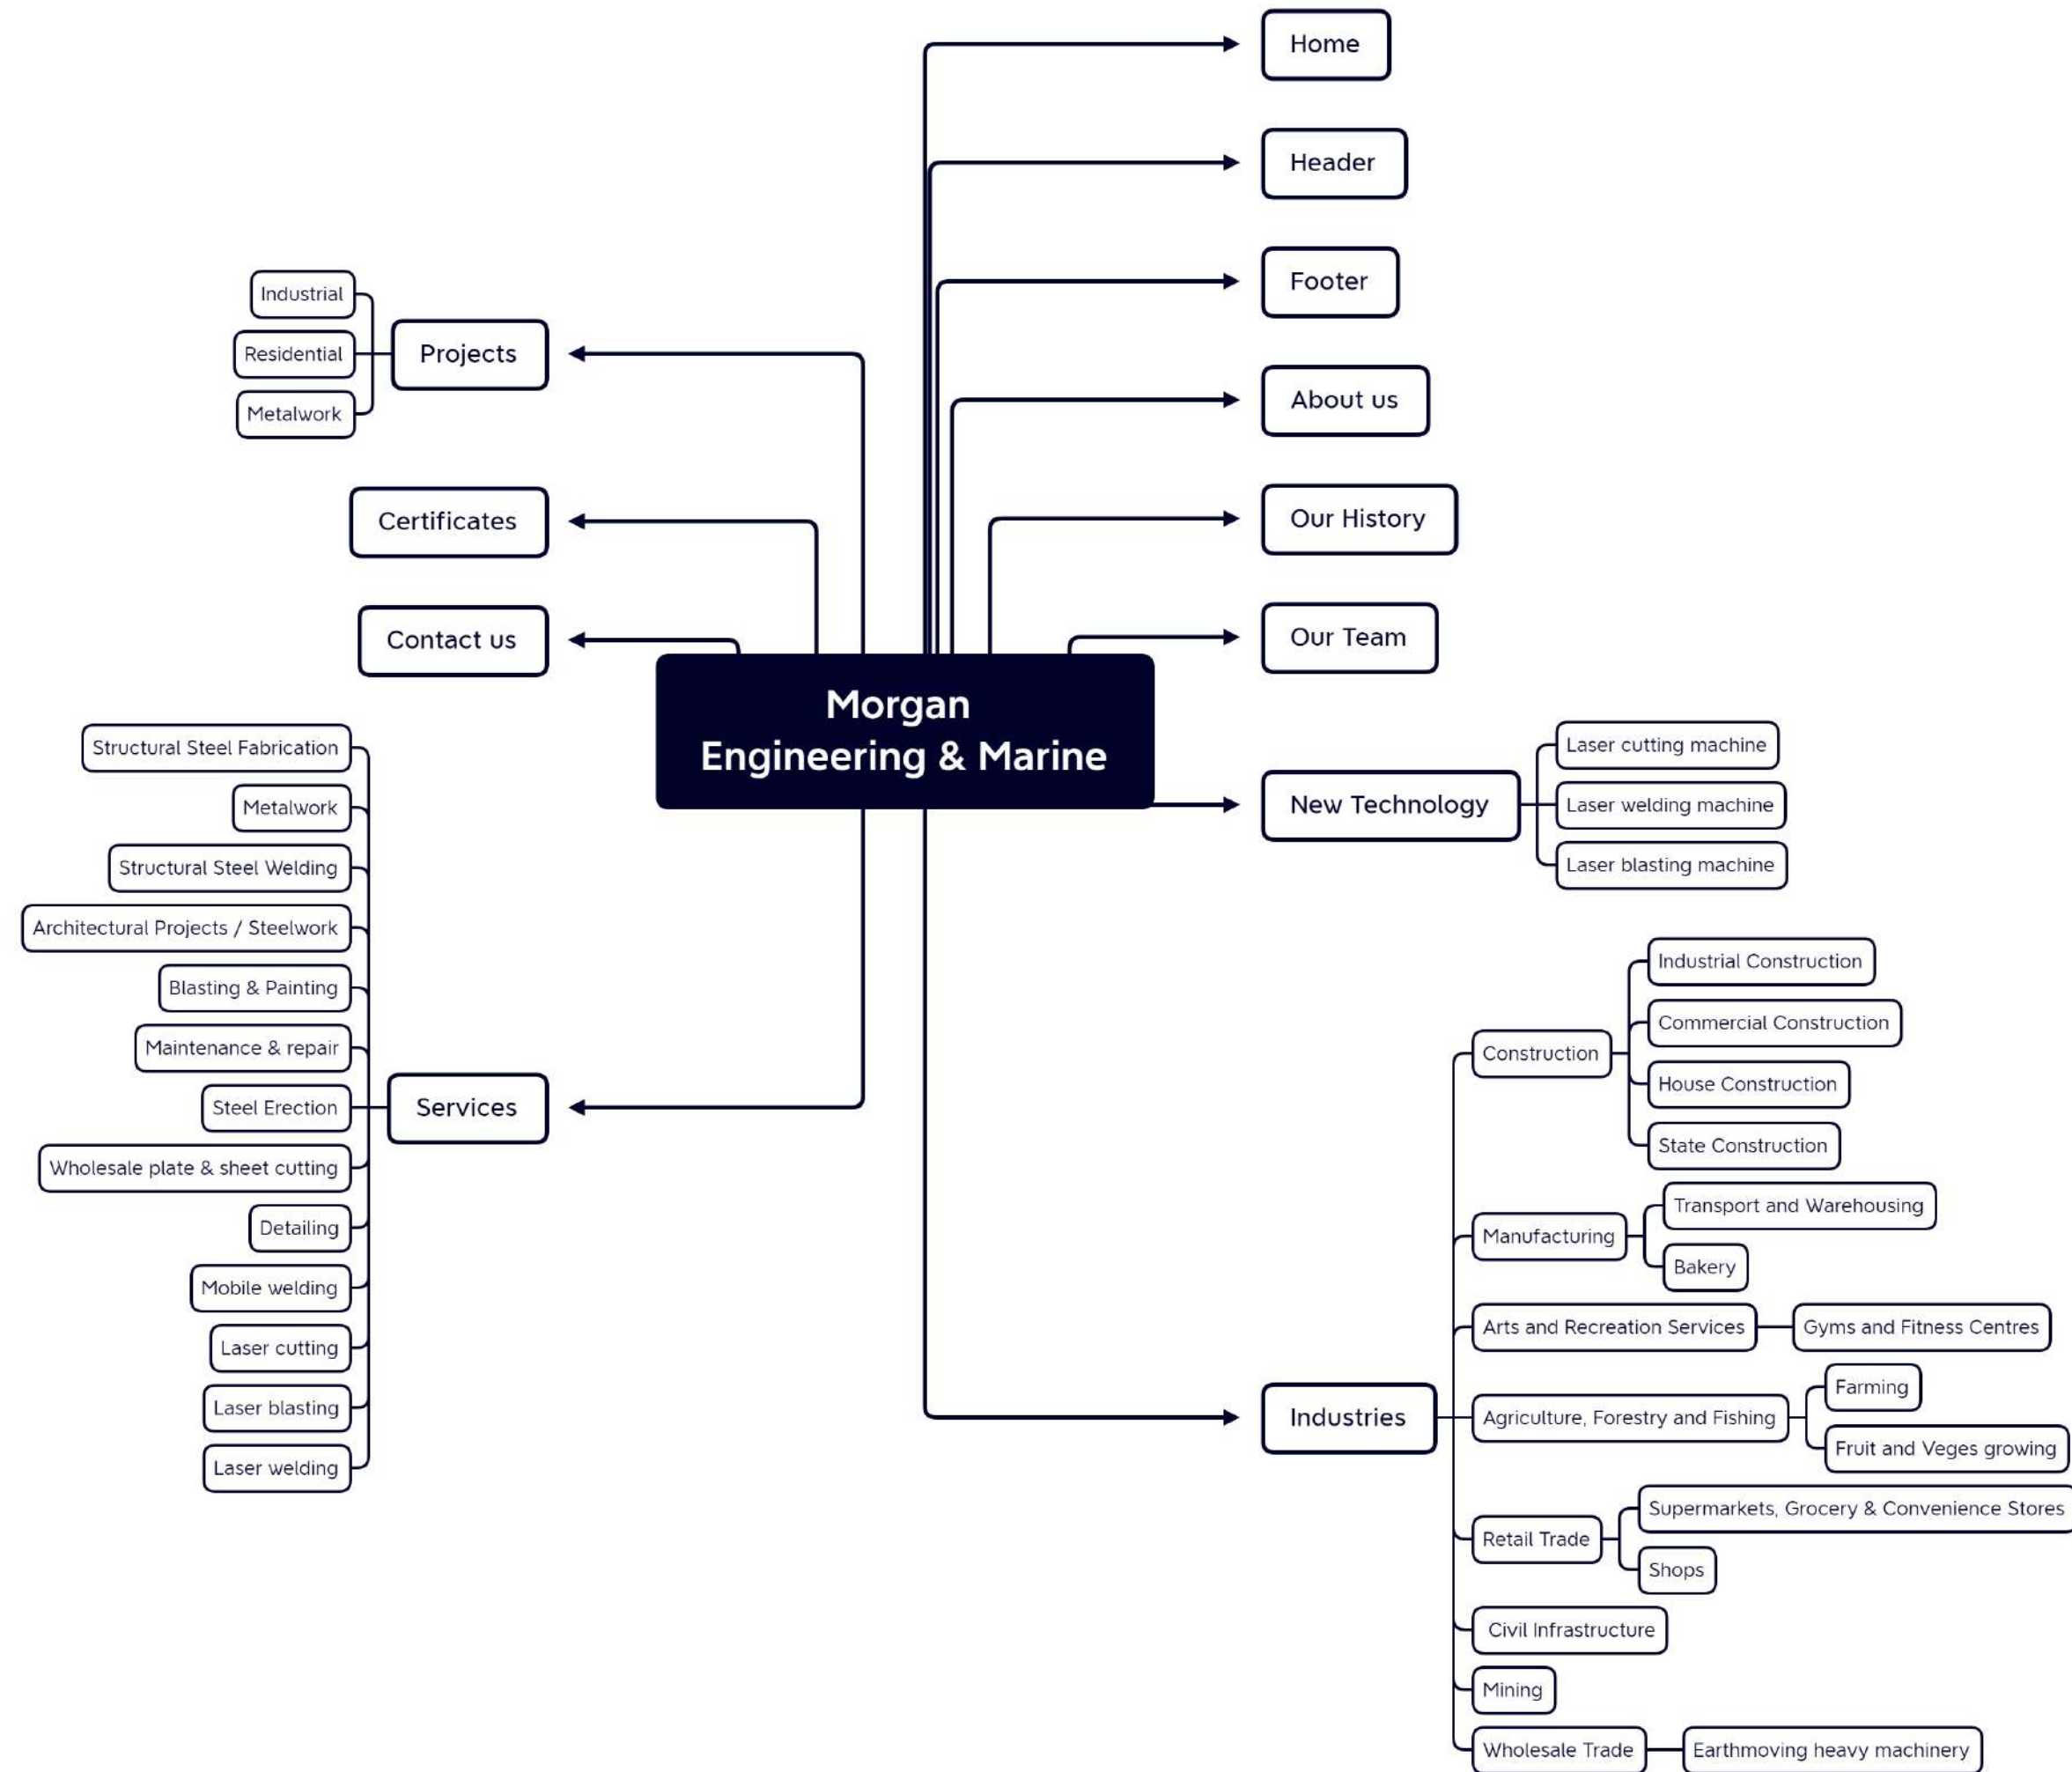 Morgan
Engineering & Marine
Home
Header
Footer
About us
Our History
Our Team
New Technology
Laser cutting machine
Laser welding machine
Laser blasting machine
Industries
Construction
Industrial Construction
Commercial Construction
House Construction
State Construction
Manufacturing
Transport and Warehousing
Bakery
Arts and Recreation Services
Gyms and Fitness Centres
Agriculture, Forestry and Fishing
Farming
Fruit and Veges growing
Retail Trade
Supermarkets, Grocery & Convenience Stores
Shops
Civil Infrastructure
Mining
Wholesale Trade
Earthmoving heavy machinery
Projects
Industrial
Residential
Metalwork
Certificates
Contact us
Services
Structural Steel Fabrication
Metalwork
Structural Steel Welding
Architectural Projects / Steelwork
Blasting & Painting
Maintenance & repair
Steel Erection
Wholesale plate & sheet cutting
Detailing
Mobile welding
Laser cutting
Laser blasting
Laser welding